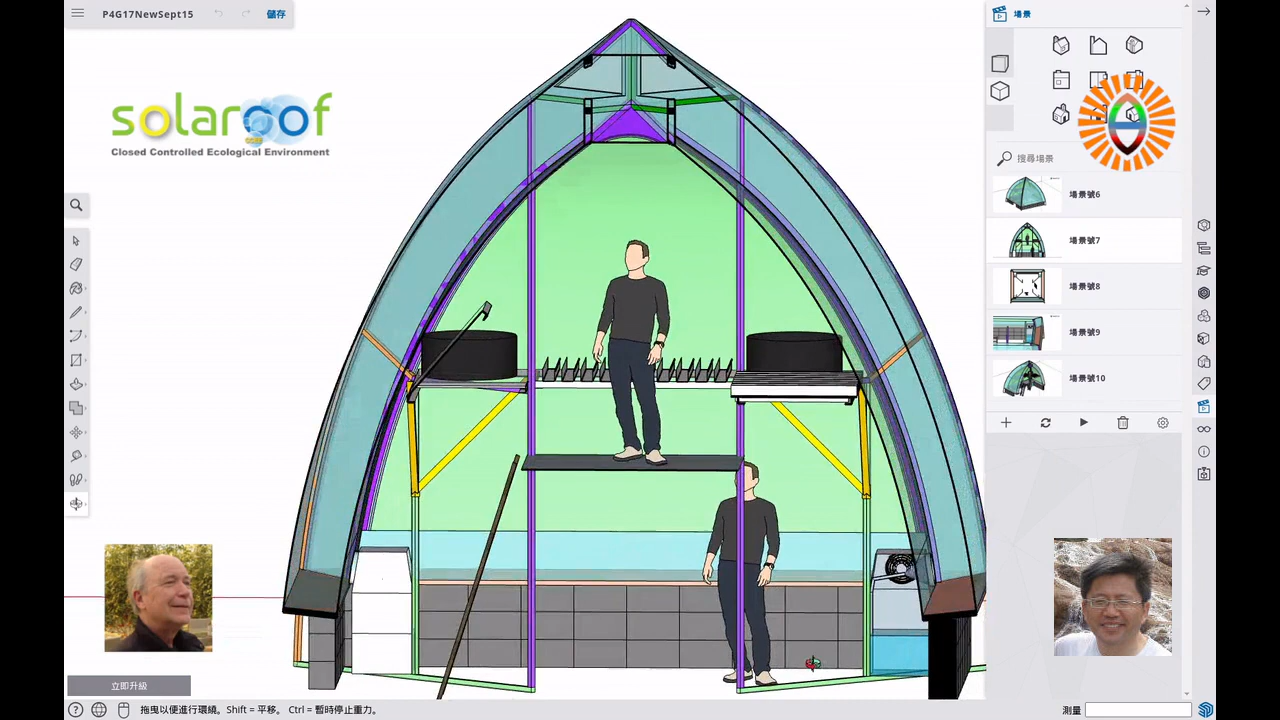 P4G17NewSept15
儲存
場景
solaroof
Closed Controlled Ecological Environment
搜尋場景
場景號6
場景號7
場景號8
場景號9
場景號10
立即升級
拖曳以便進行環繞。Shift = 平移。 Ctrl = 暫時停止重力。
測量